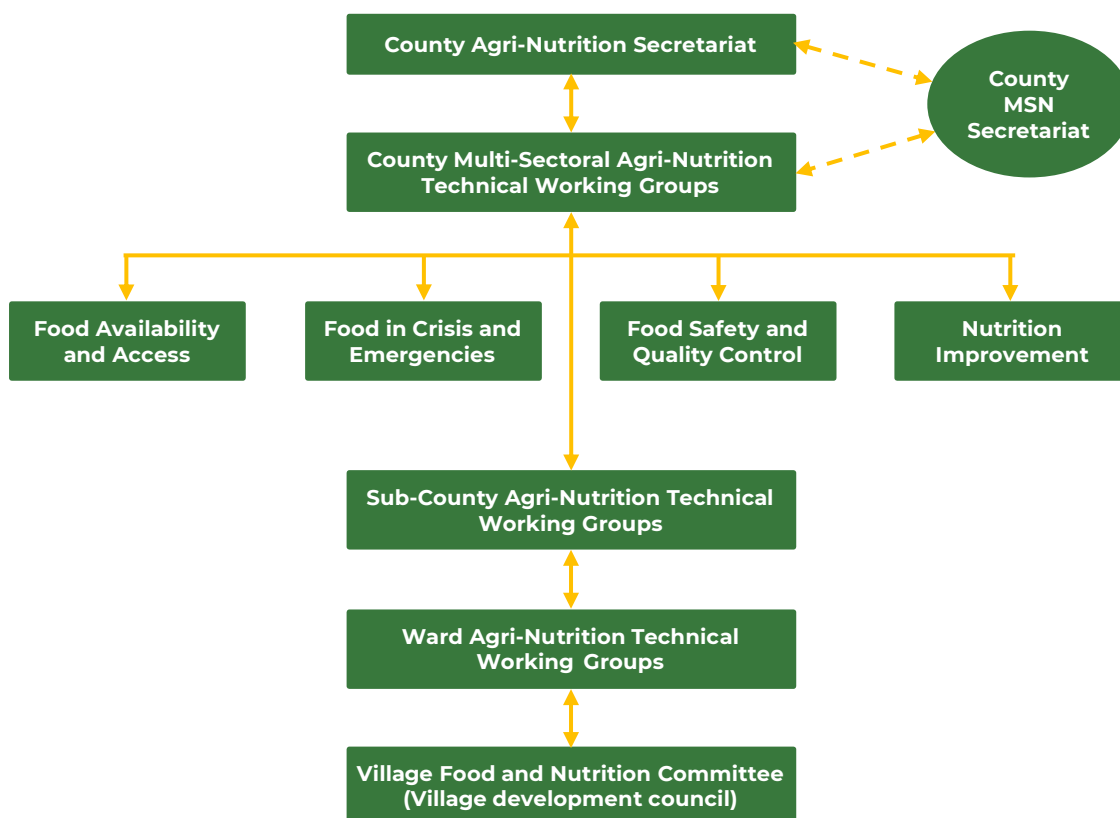 County Agri-Nutrition Secretariat
County
MSN
Secretariat
County Multi-Sectoral Agri-Nutrition
Technical Working Groups
Food Availability
and Access
Food in Crisis and
Emergencies
Food Safety and
Quality Control
Nutrition
Improvement
Sub-County Agri-Nutrition Technical
Working Groups
Ward Agri-Nutrition Technical
Working Groups
Village Food and Nutrition Committee
(Village development council)